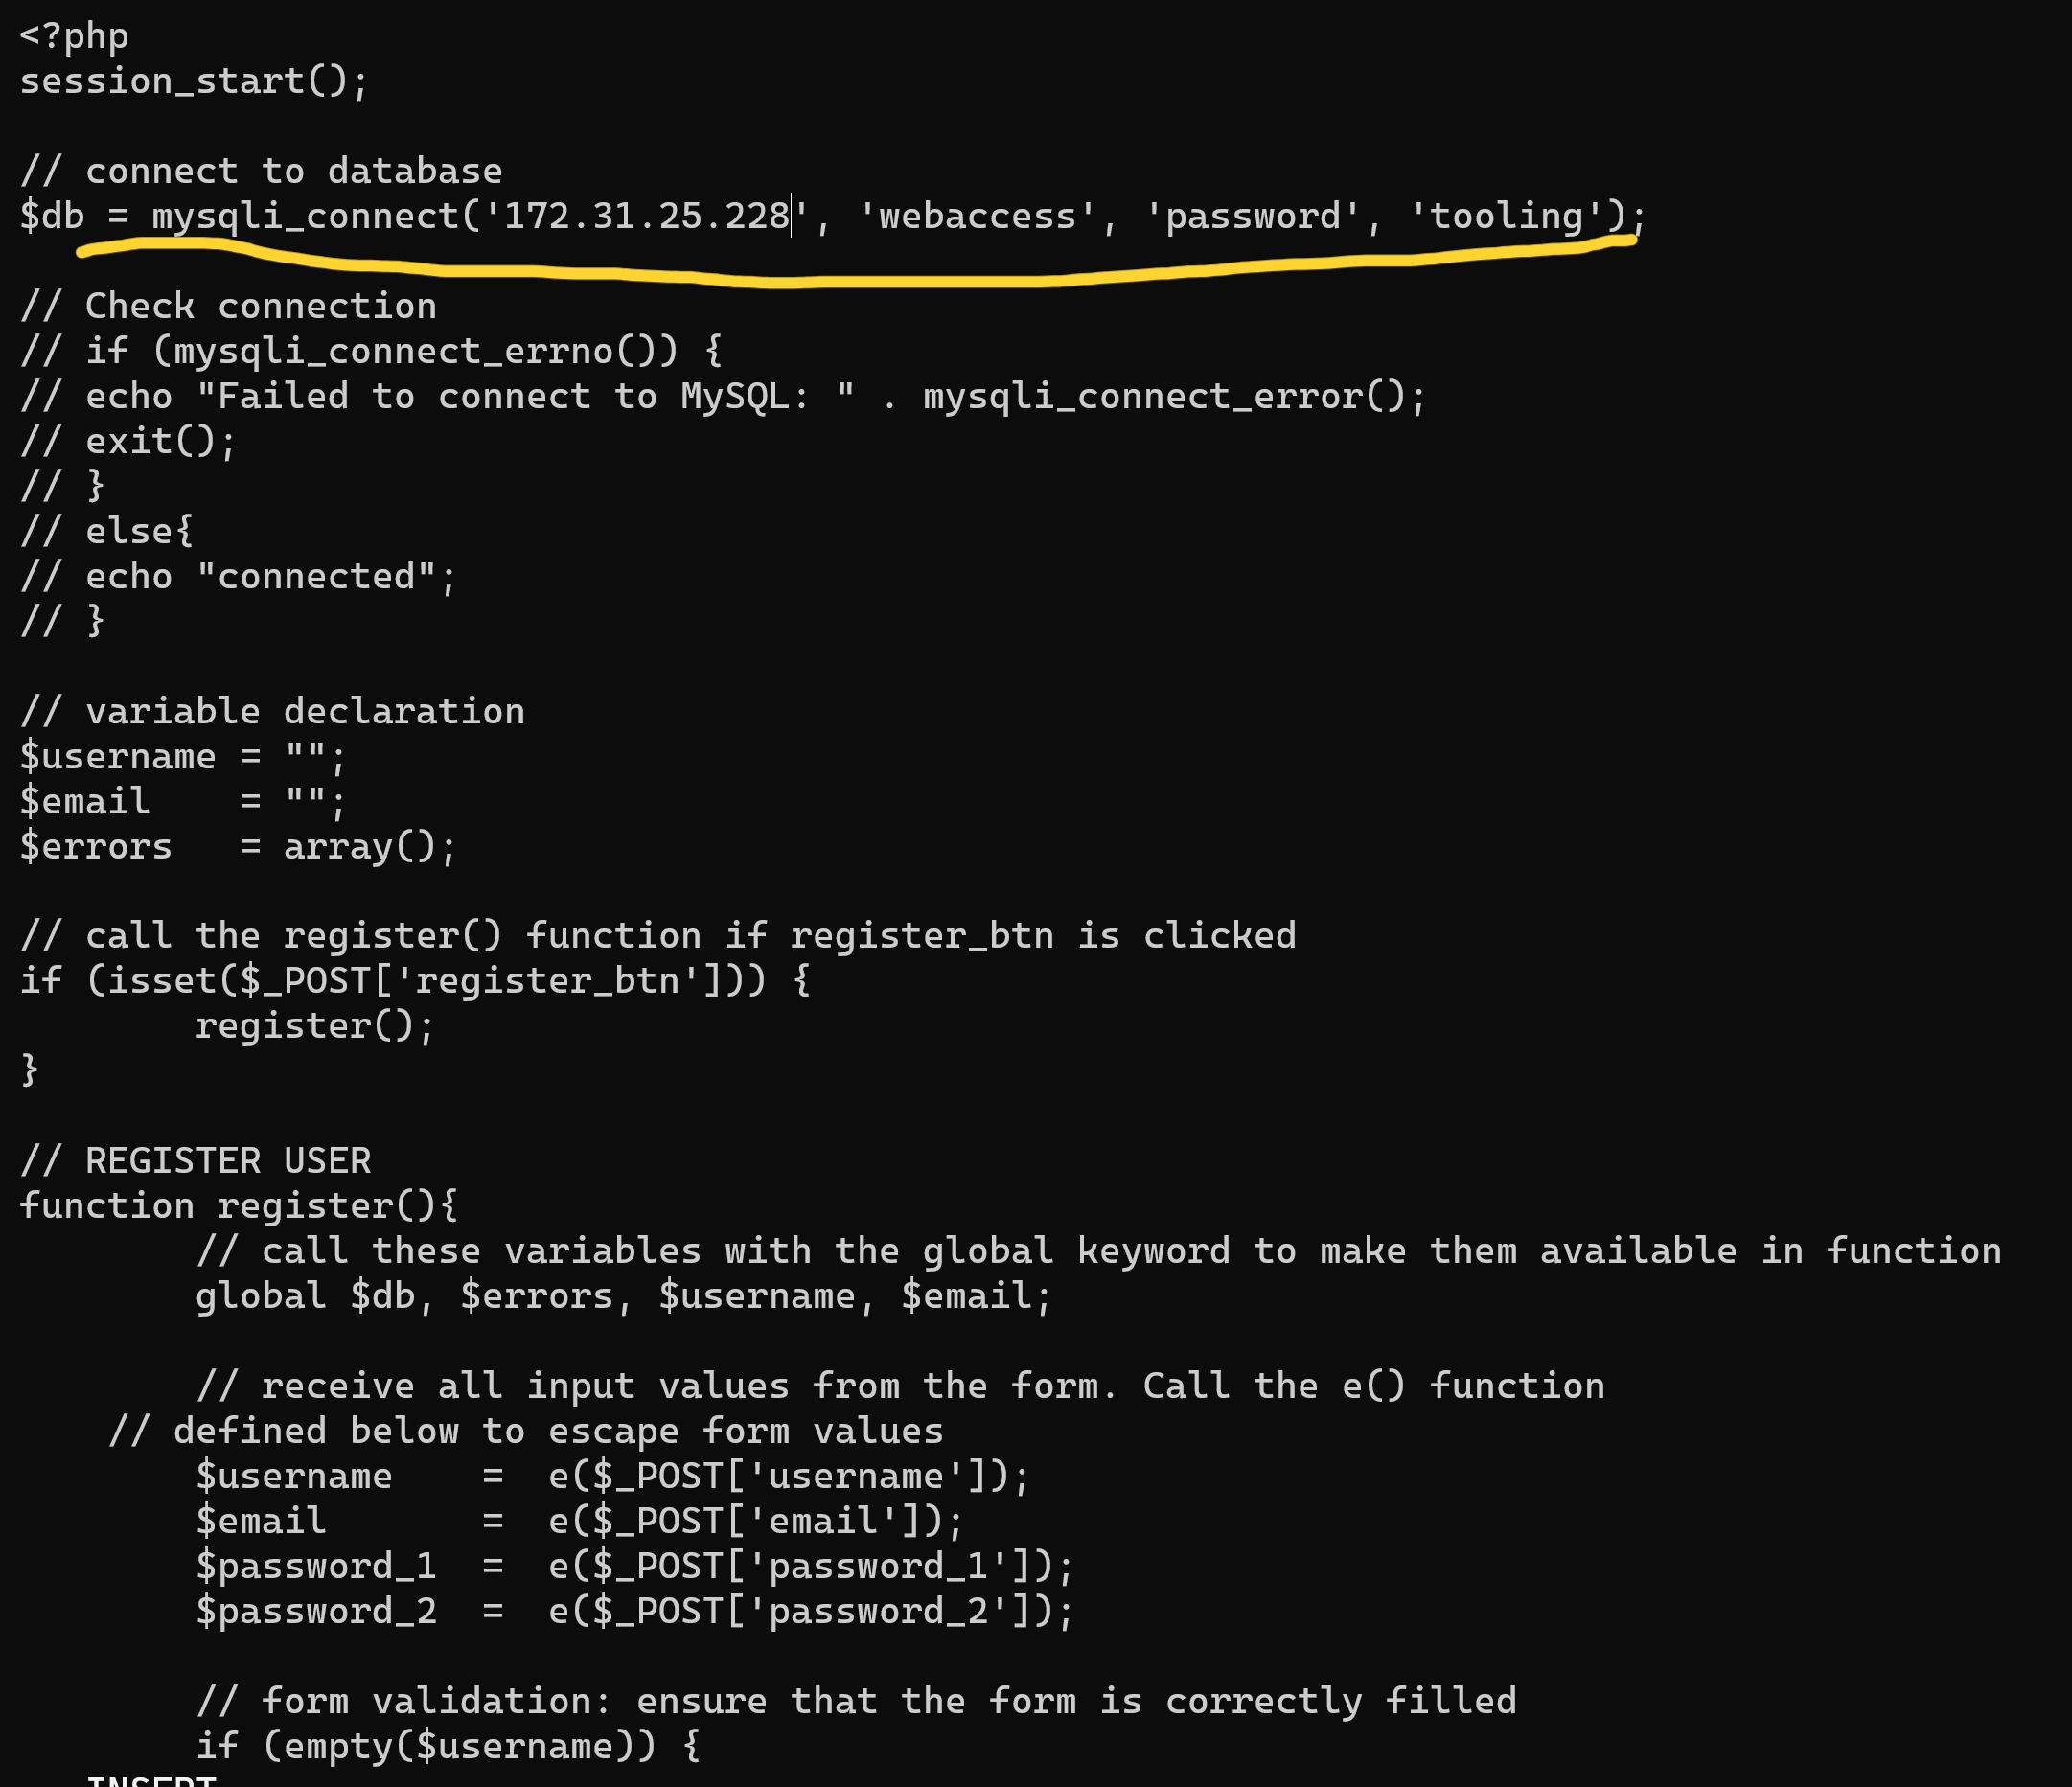 <?php
session_start();
// connect to database
$db = mysqli_connect('172.31.25.228', 'webaccess', 'password', 'tooling');
// Check connection
// if (mysqli_connect_errno()) {
// echo "Failed to connect to MySQL: " . mysqli_connect_error();
// exit();
// }
// else{
// echo "connected";
// }
// variable declaration
$username = "";
$email    = "";
$errors   = array();
// call the register() function if register_btn is clicked
if (isset($_POST['register_btn'])) {
        register();
}
// REGISTER USER
function register(){
        // call these variables with the global keyword to make them available in function
        global $db, $errors, $username, $email;
        // receive all input values from the form. Call the e() function
    // defined below to escape form values
        $username    =  e($_POST['username']);
        $email       =  e($_POST['email']);
        $password_1  =  e($_POST['password_1']);
        $password_2  =  e($_POST['password_2']);
        // form validation: ensure that the form is correctly filled
        if (empty($username)) {
-- INSERT --